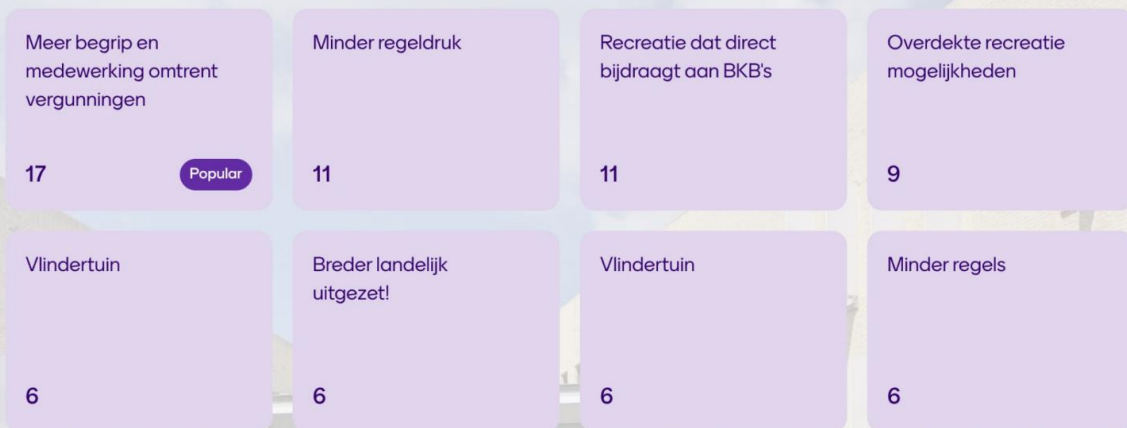 Meer begrip en
medewerking omtrent
vergunningen
17
Popular
Minder regeldruk
11
Recreatie dat direct
bijdraagt aan BKB's
11
Overdekte recreatie
mogelijkheden
9
Vlindertuin
6
Breder landelijk
uitgezet!
6
Vlindertuin
6
Minder regels
6